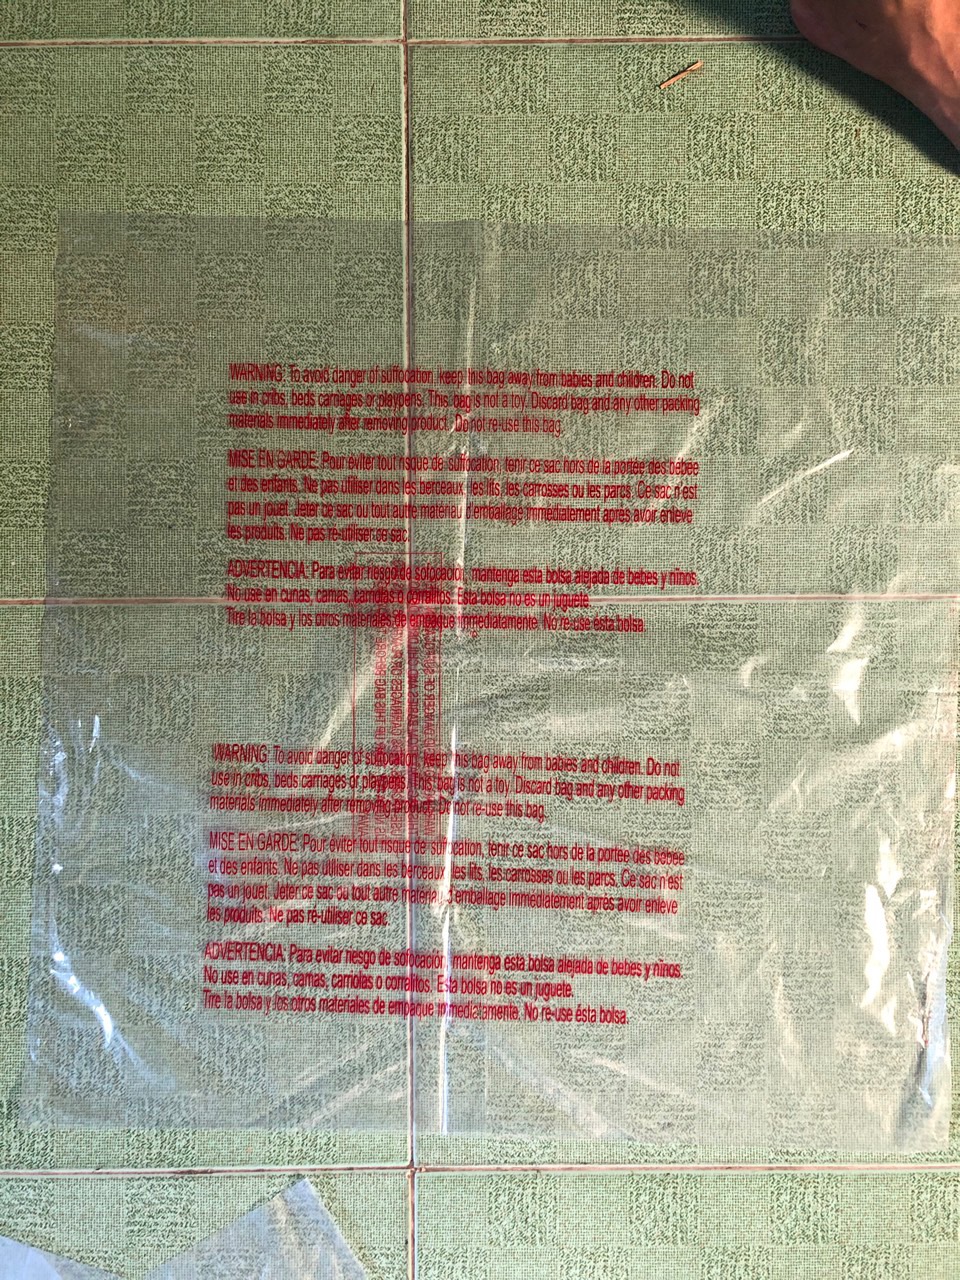 WARNING: To avoid danger of suffocation, keep this bag away from babies and children. Do not
use in cribs, beds carriages or playpens. This bag is not a toy. Discard bag and any other packing
materials immediately after removing product. Do not re-use this bag.
MISE EN GARDE: Pour éviter tout risque de suffocation, tenir ce sac hors de la portée des bébée
et des enfants. Ne pas utiliser dans les berceaux, les lits, les carrosses ou les parcs. Ce sac n'est
pas un jouet. Jeter ce sac ou tout autre matériau d'emballage immédiatement après avoir enlevé
les produits. Ne pas ré-utiliser ce sac.
ADVERTENCIA: Para evitar riesgo de sofocación, mantenga esta bolsa alejada de bebes y niños.
No use en cunas, camas, carriolas o corralitos. Esta bolsa no es un juguete.
Tire la bolsa y los otros materiales de empaque immediatamente. No re-use ésta bolsa.
WARNING: To avoid danger of suffocation, keep this bag away from babies and children. Do not
use in cribs, beds carriages or playpens. This bag is not a toy. Discard bag and any other packing
materials immediately after removing product. Do not re-use this bag.
MISE EN GARDE: Pour éviter tout risque de suffocation, tenir ce sac hors de la portée des bébée
et des enfants. Ne pas utiliser dans les berceaux, les lits, les carrosses ou les parcs. Ce sac n'est
pas un jouet. Jeter ce sac ou tout autre matériau d'emballage immédiatement après avoir enlevé
les produits. Ne pas ré-utiliser ce sac.
ADVERTENCIA: Para evitar riesgo de sofocación, mantenga esta bolsa alejada de bebes y niños.
No use en cunas, camas, carriolas o corralitos. Esta bolsa no es un juguete.
Tire la bolsa y los otros materiales de empaque immediatamente. No re-use ésta bolsa.